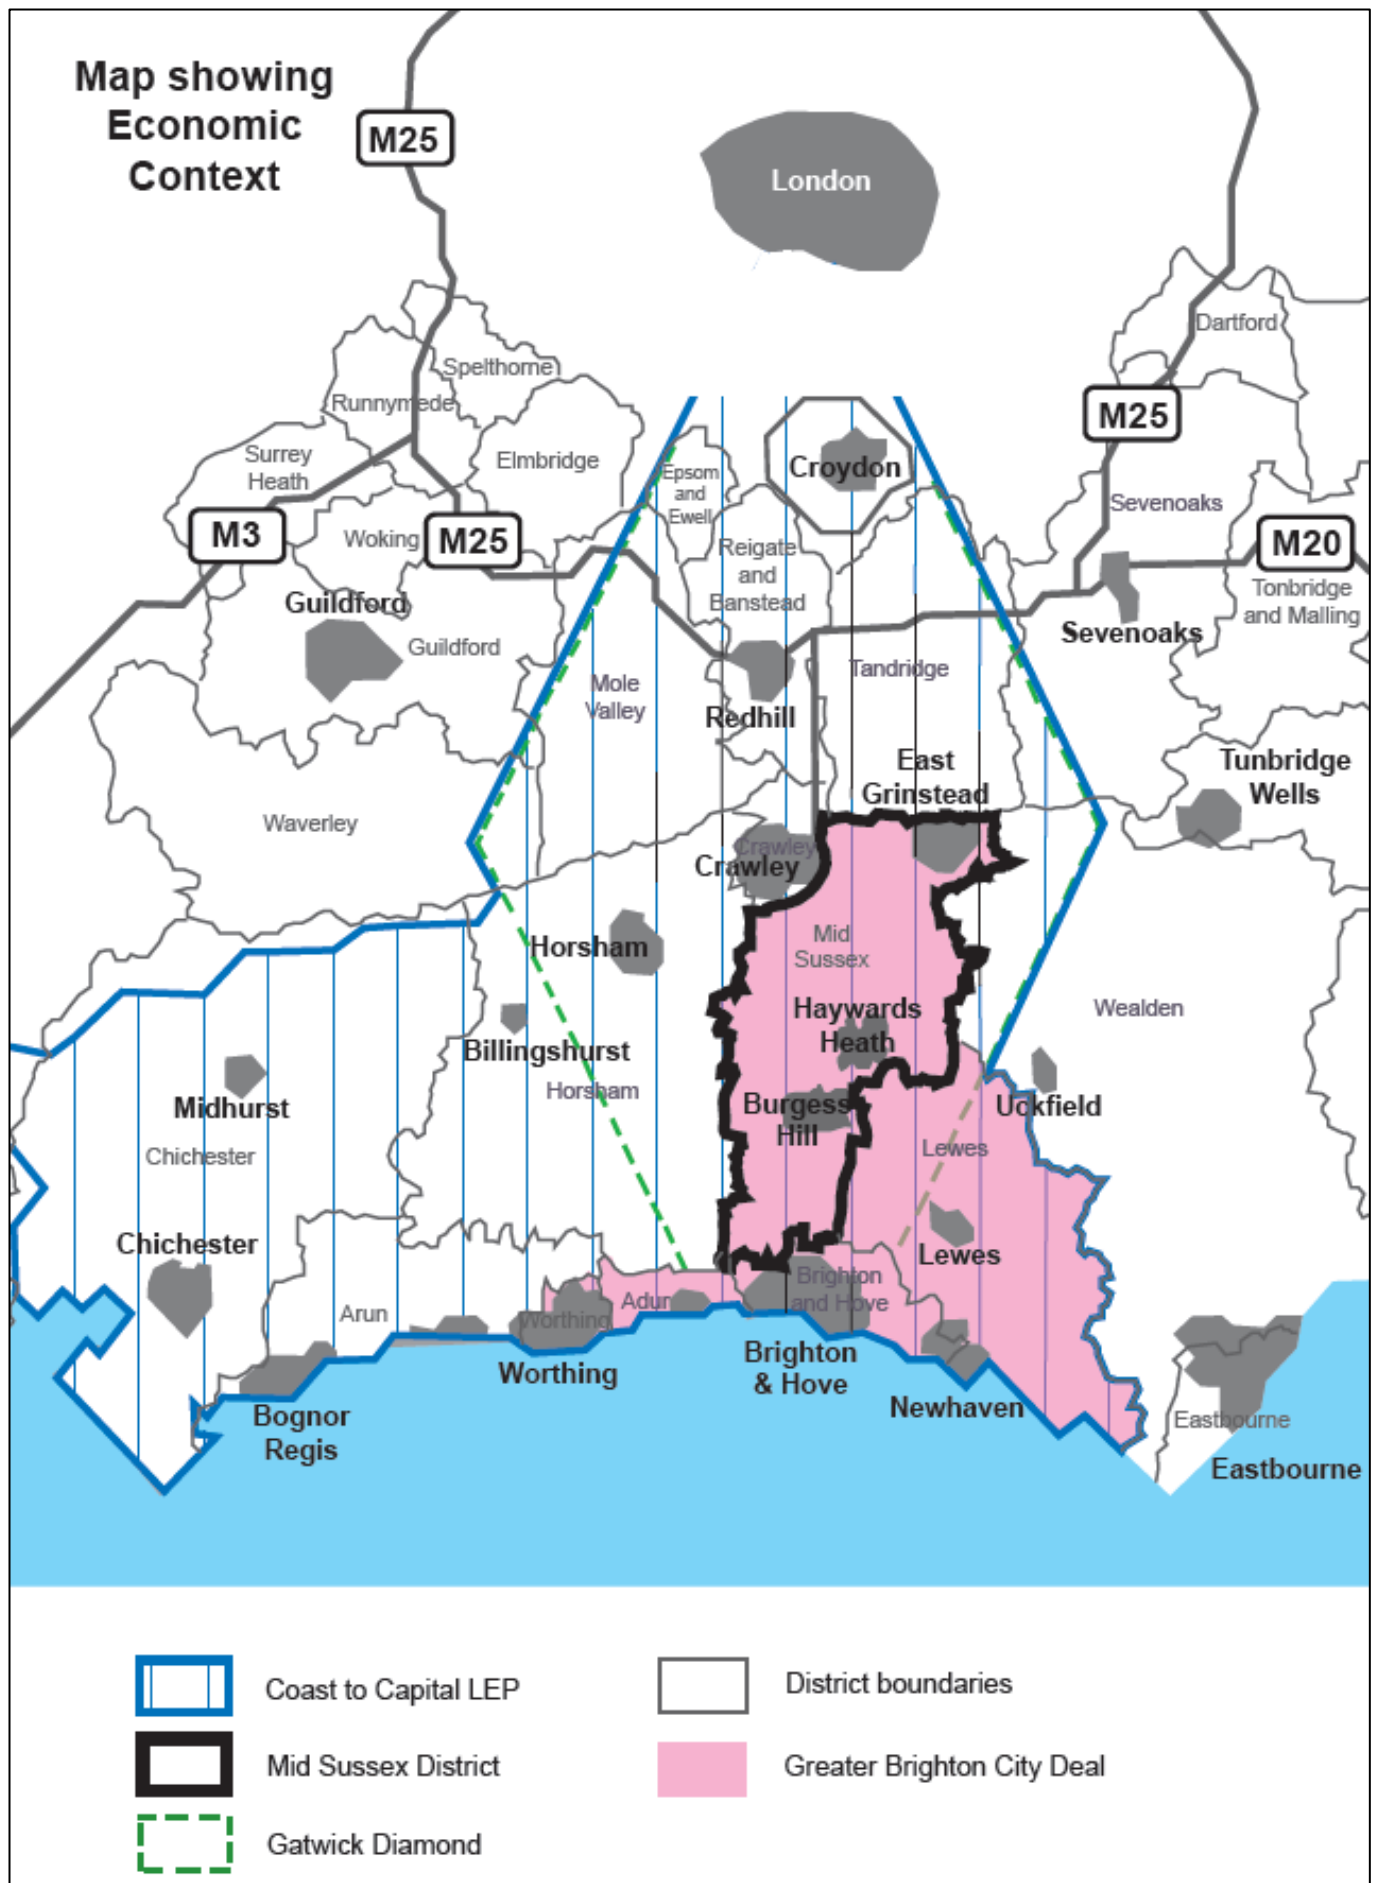 Map showing
Economic
Context
M25
London
Dartford
Spelthorne
Runnymede
M25
Surrey
Heath
Elmbridge
Epsom
and
Ewell
Croydon
Sevenoaks
M3
Woking
M25
M20
Reigate
and
Banstead
Tonbridge
and Malling
Guildford
Guildford
Sevenoaks
Mole
Valley
Tandridge
Redhill
East
Grinstead
Tunbridge
Wells
Waverley
Crawley
Crawley
Horsham
Mid
Sussex
Haywards
Heath
Wealden
Billingshurst
Horsham
Midhurst
Burgess
Hill
Uckfield
Chichester
Lewes
Chichester
Lewes
Arun
Worthing
Adur
Brighton
and Hove
Worthing
Brighton
& Hove
Newhaven
Bognor
Regis
Eastbourne
Eastbourne
Coast to Capital LEP
District boundaries
Mid Sussex District
Greater Brighton City Deal
Gatwick Diamond